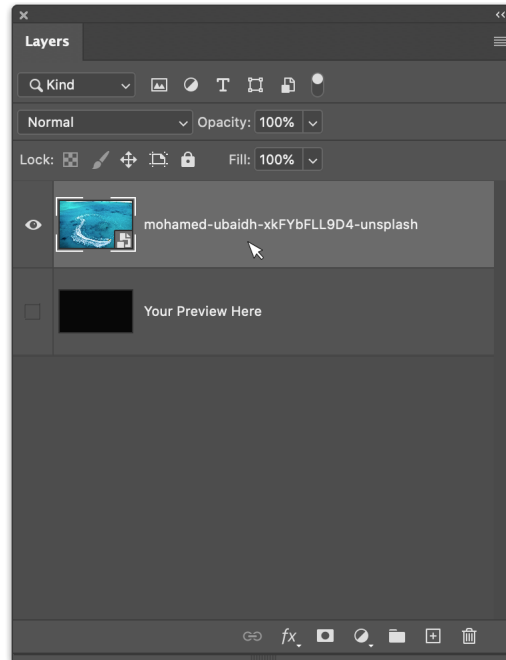 Layers
Kind
Normal Opacity: 100%
Lock: Fill: 100%
mohamed-ubaidh-xkFYbFLL9D4-unsplash
Your Preview Here
fx